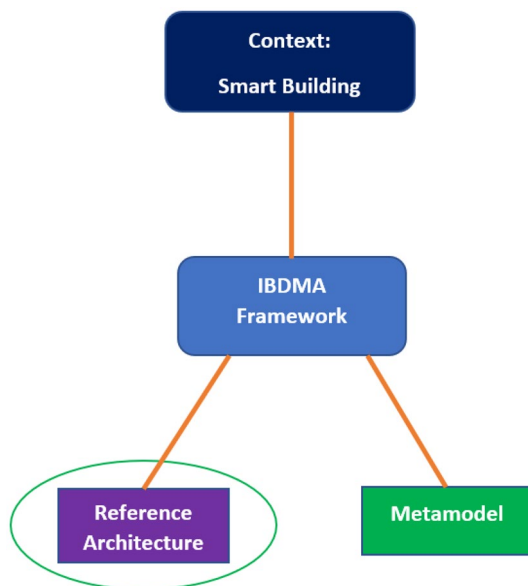 Context:
Smart Building
IBDMA
Framework
Reference
Architecture
Metamodel